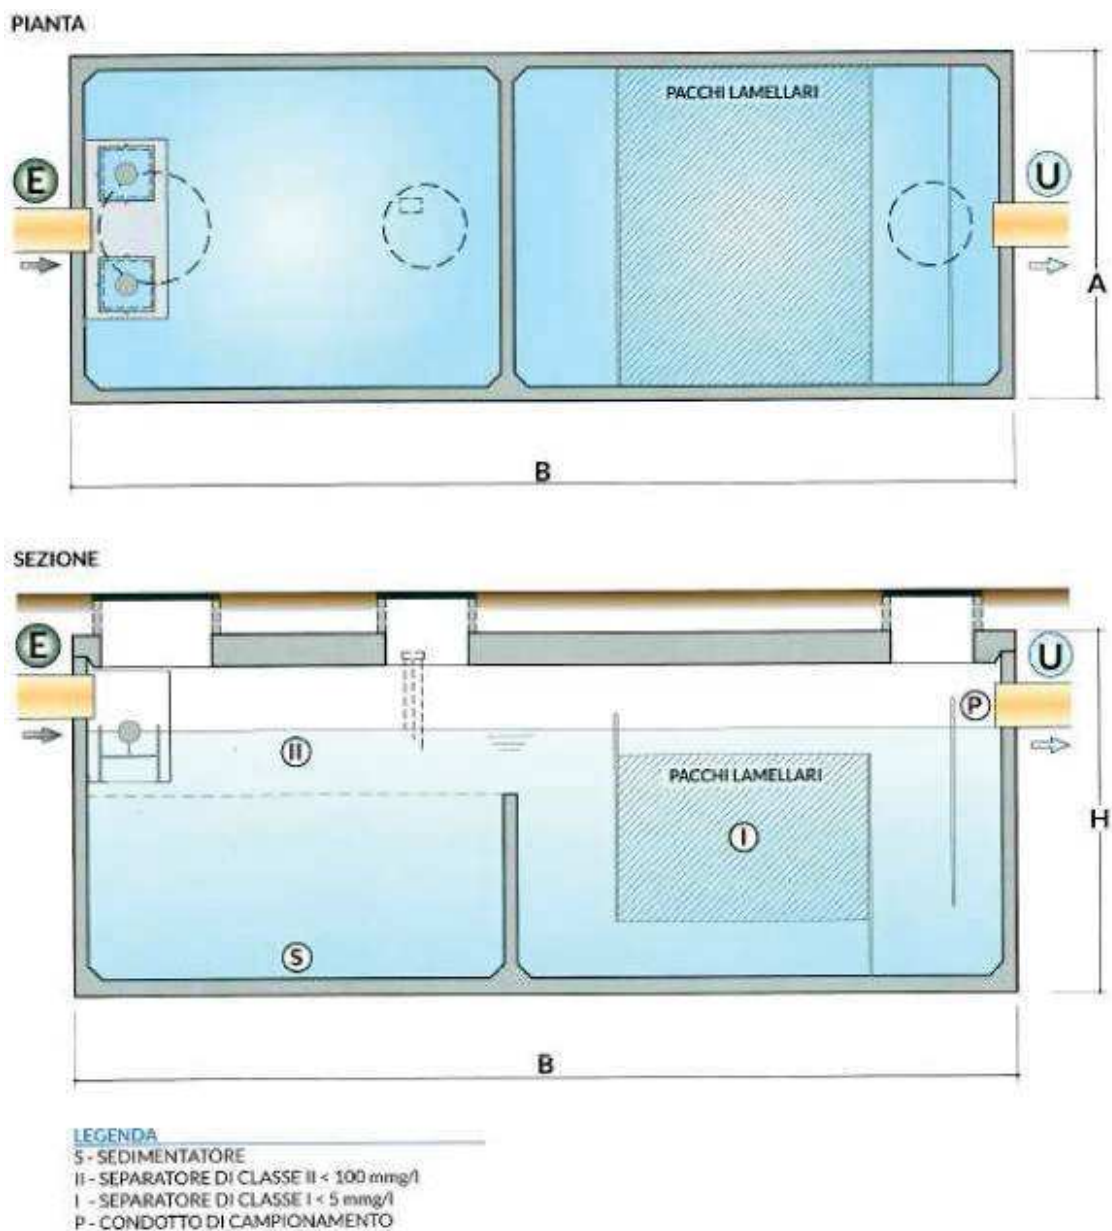 PIANTA
PACCHI LAMELLARI
E
U
A
B
SEZIONE
E
U
P
II
PACCHI LAMELLARI
I
H
S
B
LEGENDA
S - SEDIMENTATORE
II - SEPARATORE DI CLASSE II < 100 mmg/l
I - SEPARATORE DI CLASSE I < 5 mmg/l
P - CONDOTTO DI CAMPIONAMENTO